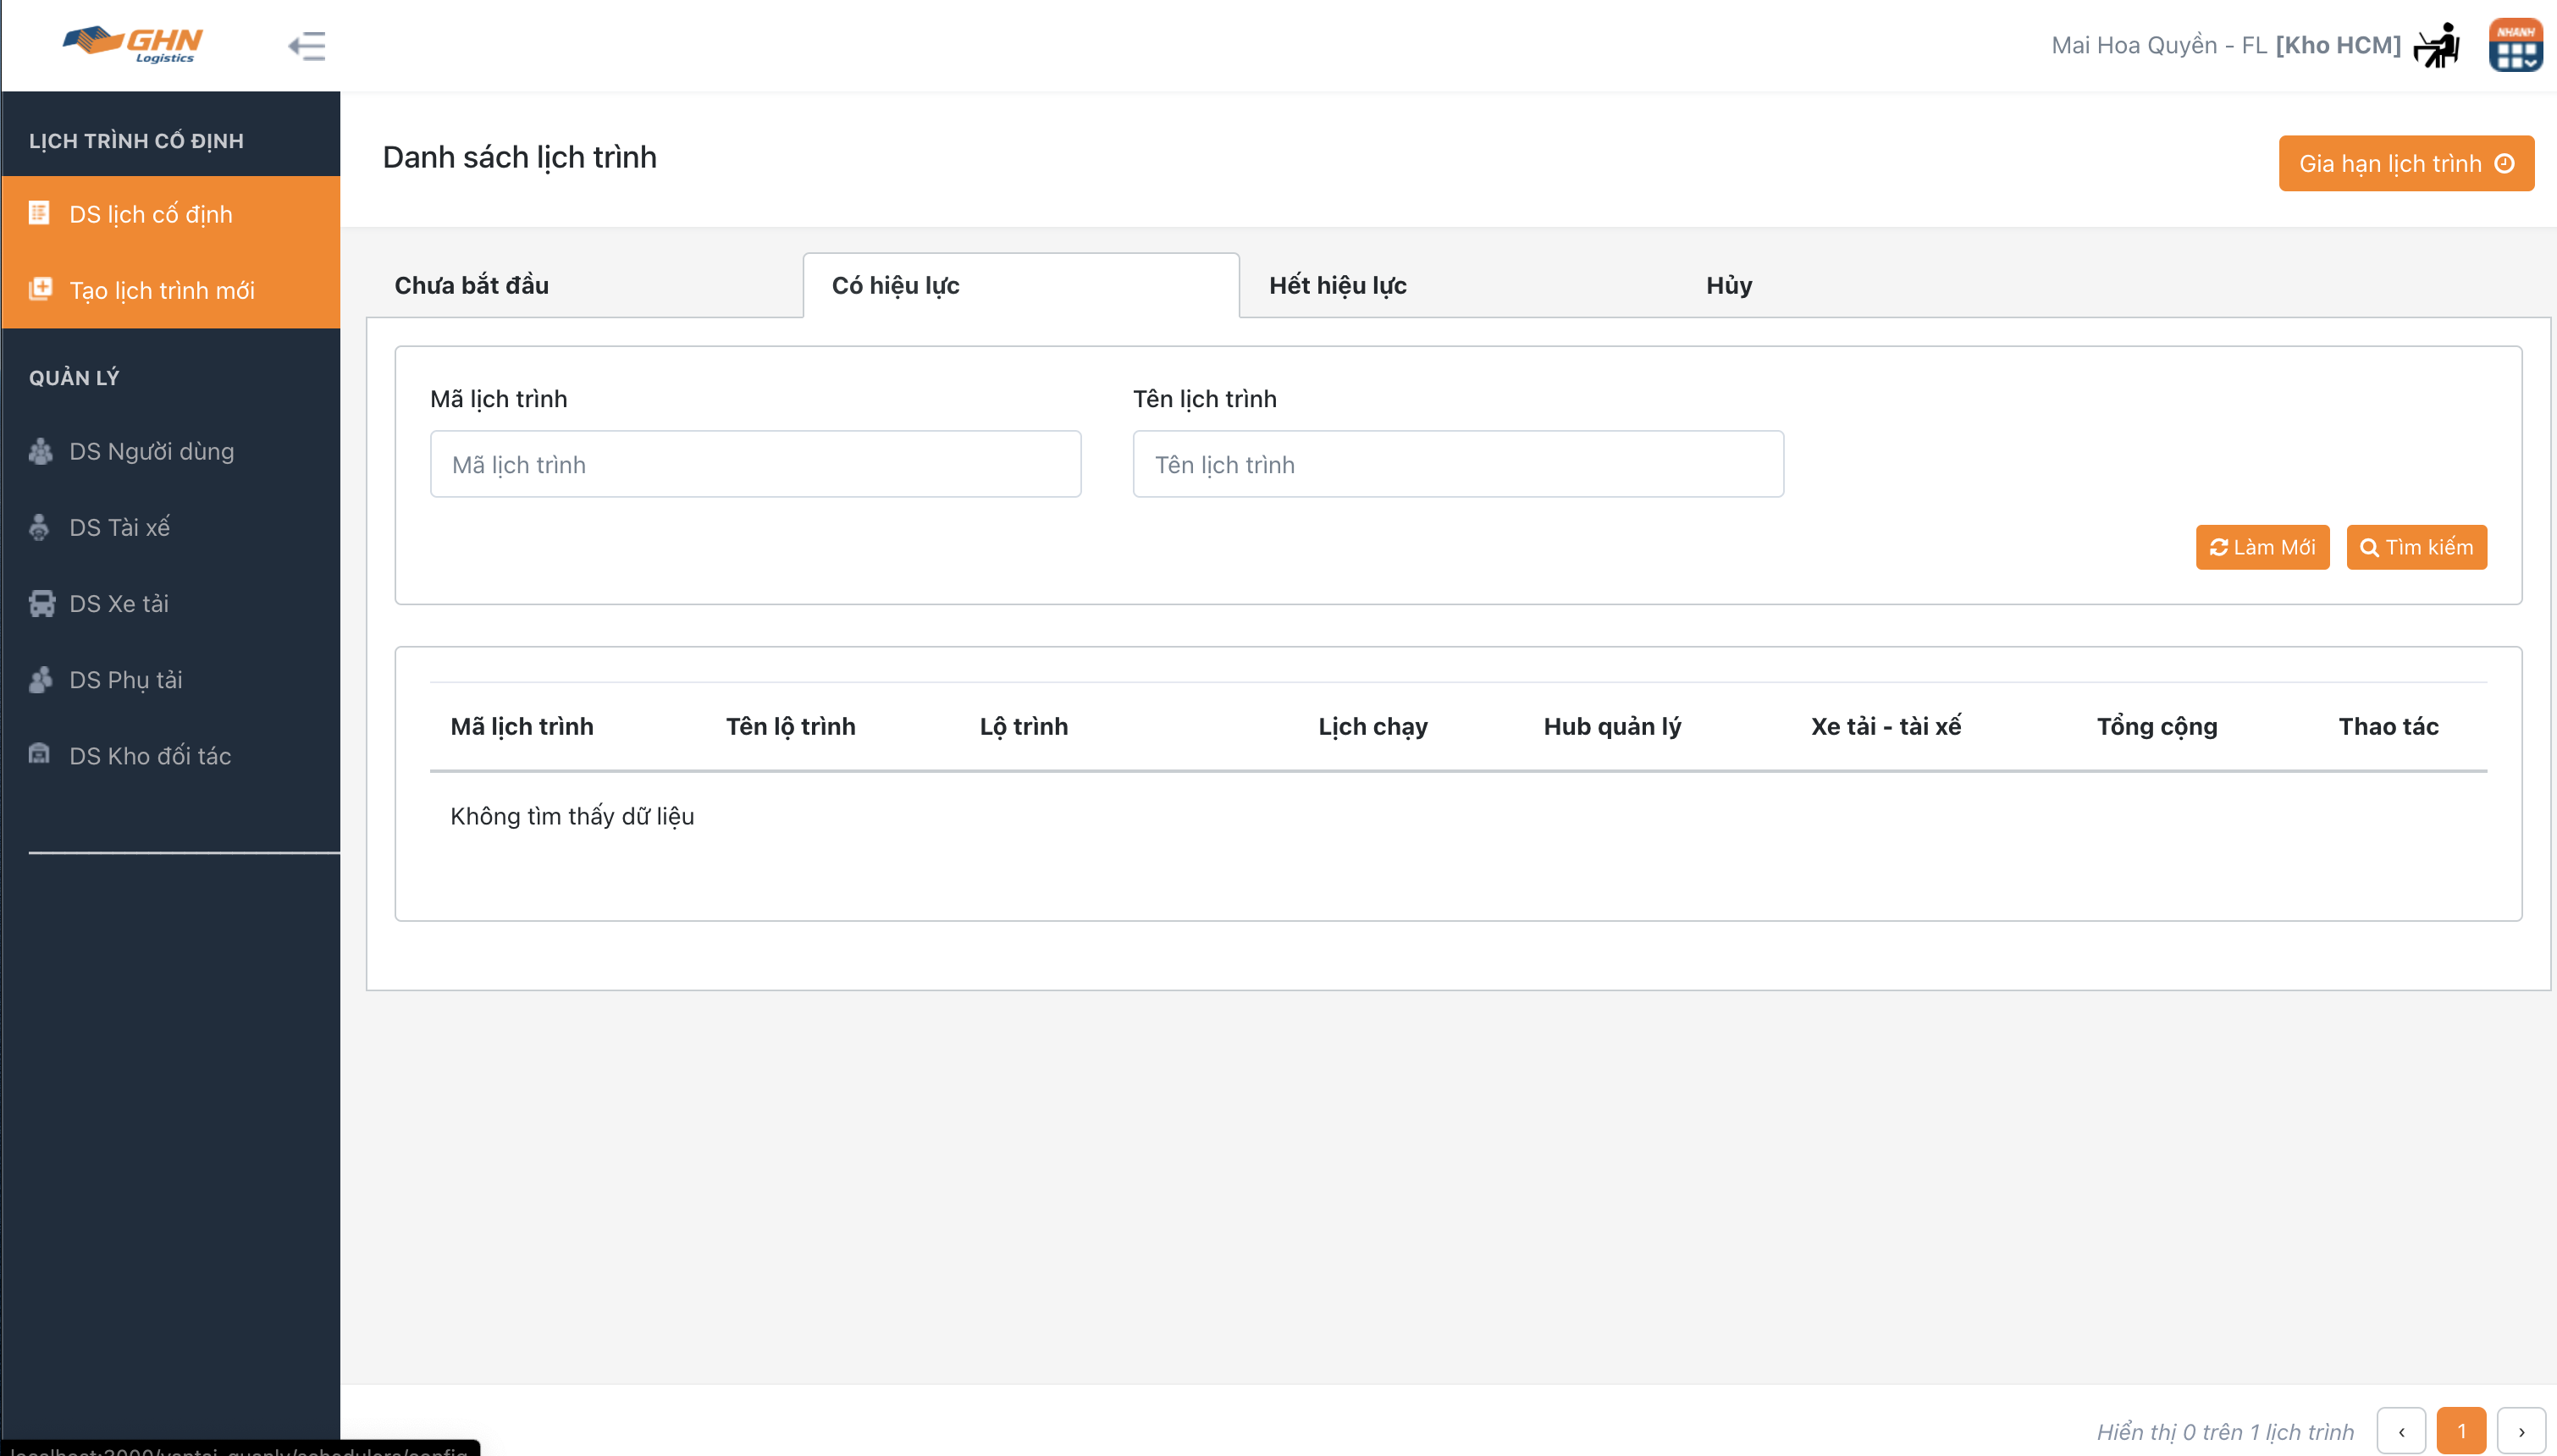 GHN
Logistics
Mai Hoa Quyền - FL [Kho HCM]
NHANH
LỊCH TRÌNH CỐ ĐỊNH
DS lịch cố định
Tạo lịch trình mới
QUẢN LÝ
DS Người dùng
DS Tài xế
DS Xe tải
DS Phụ tải
DS Kho đối tác
Danh sách lịch trình
Gia hạn lịch trình
Chưa bắt đầu
Có hiệu lực
Hết hiệu lực
Hủy
Mã lịch trình
Tên lịch trình
Mã lịch trình
Tên lịch trình
Làm Mới
Tìm kiếm
Mã lịch trình
Tên lộ trình
Lộ trình
Lịch chạy
Hub quản lý
Xe tải - tài xế
Tổng cộng
Thao tác
Không tìm thấy dữ liệu
Hiển thị 0 trên 1 lịch trình
‹
1
›